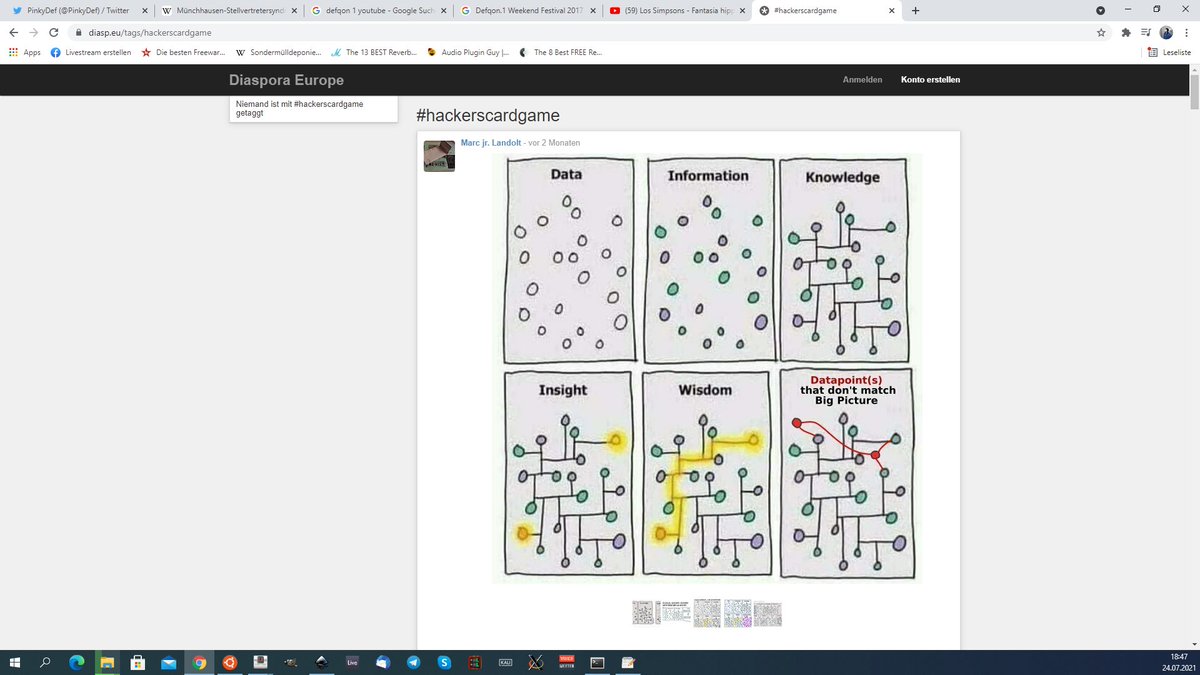 PinkyDef (@PinkyDef) / Twitter
Münchhausen-Stellvertretersynd
defqon 1 youtube - Google Such
Defqon.1 Weekend Festival 2017
(59) Los Simpsons - Fantasia hipp
#hackerscardgame
diasp.eu/tags/hackerscardgame
Apps
Livestream erstellen
Die besten Freewar...
Sondermülldeponie...
The 13 BEST Reverb...
Audio Plugin Guy |...
The 8 Best FREE Re...
Leseliste
Diaspora Europe
Anmelden
Konto erstellen
Niemand ist mit #hackerscardgame
getaggt
#hackerscardgame
Marc jr. Landolt - vor 2 Monaten
Data
Information
Knowledge
Insight
Wisdom
Datapoint(s)
that don't match
Big Picture
Live
KALI
18:47
24.07.2021